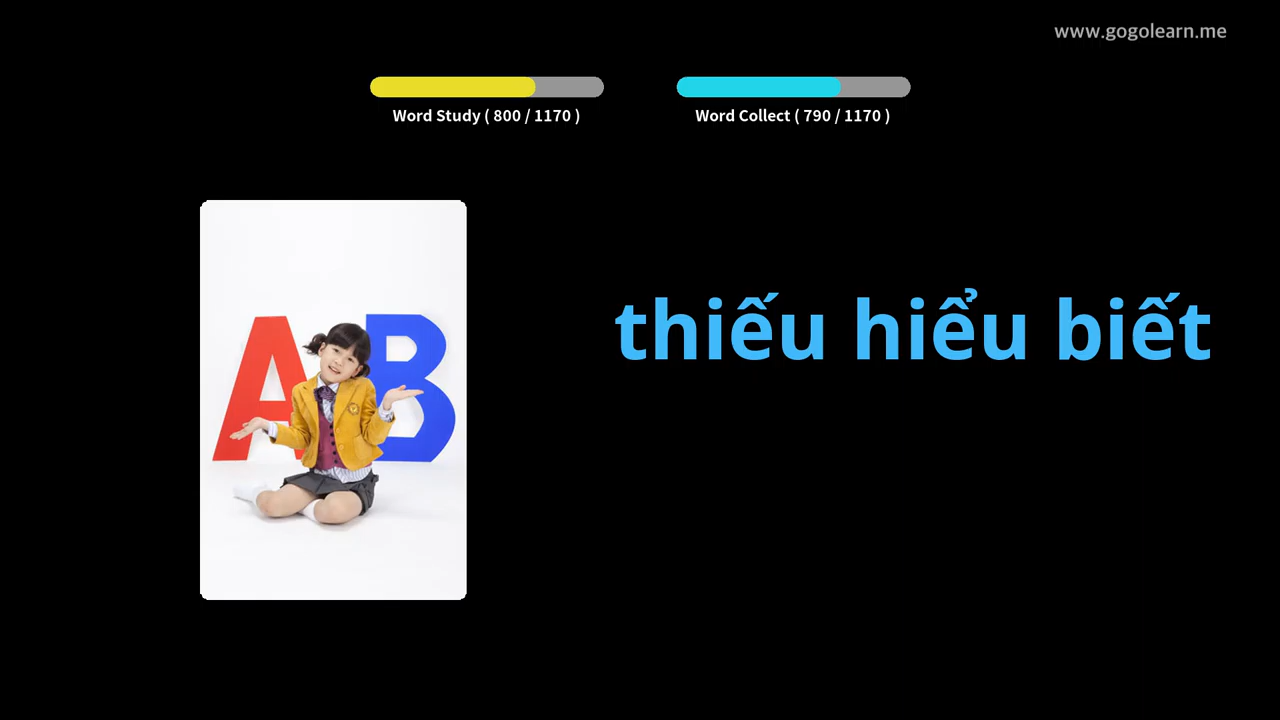 www.gogolearn.me
Word Study ( 800 / 1170 )
Word Collect ( 790 / 1170 )
A B
thiếu hiểu biết